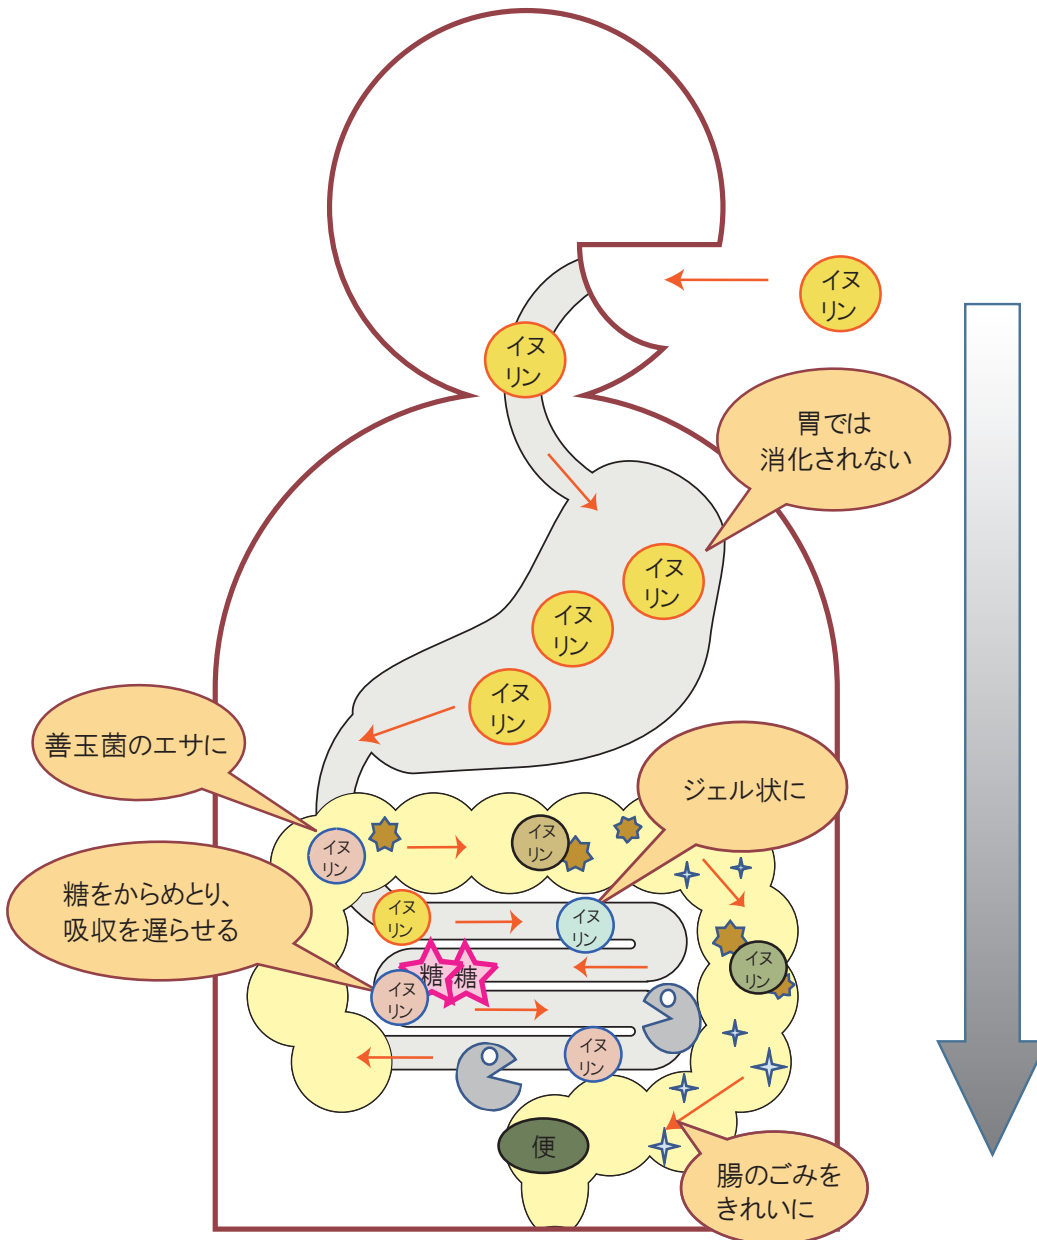 イヌ
リン
イヌ
リン
胃では
消化されない
イヌ
リン
イヌ
リン
イヌ
リン
善玉菌のエサに
ジェル状に
イヌ
リン
イヌ
リン
糖をからめとり、
吸収を遅らせる
イヌ
リン
イヌ
リン
イヌ
リン
糖
糖
イヌ
リン
イヌ
リン
便
腸のごみを
きれいに